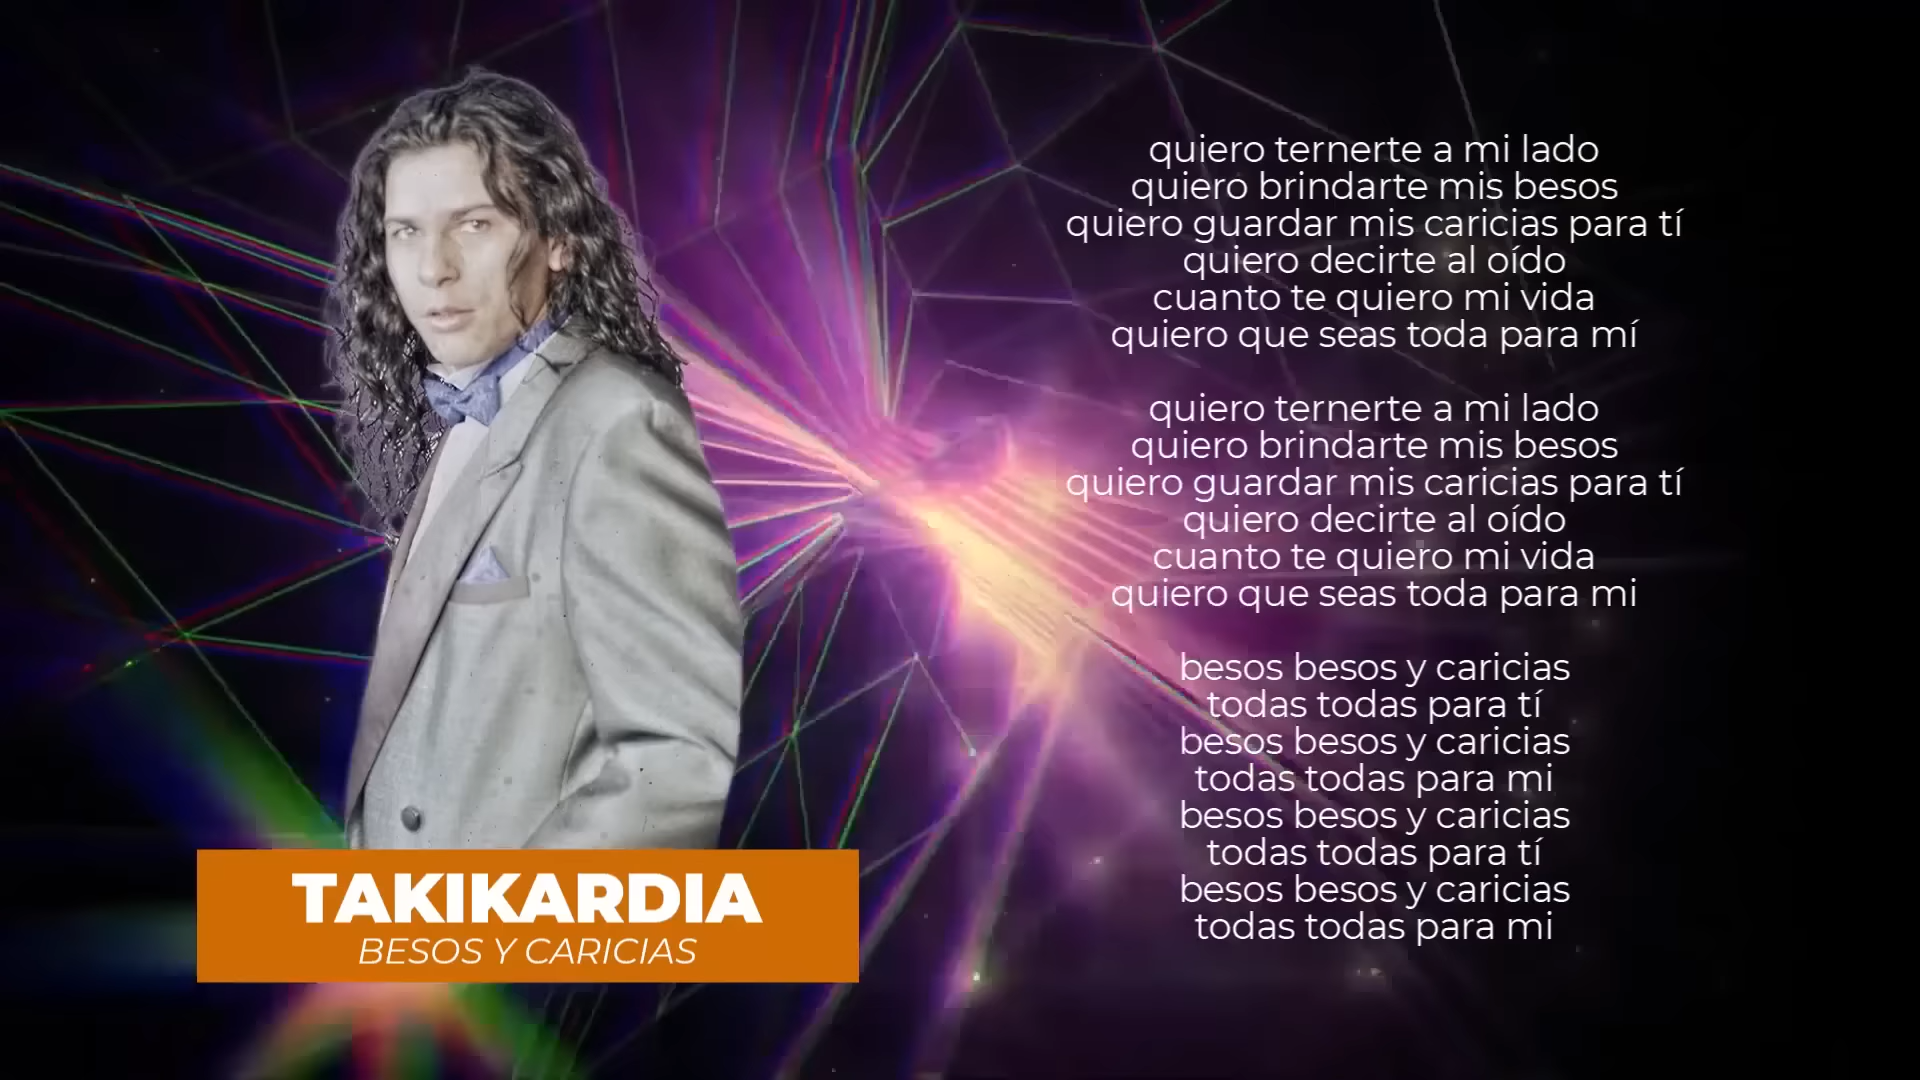 quiero ternerte a mi lado
quiero brindarte mis besos
quiero guardar mis caricias para tí
quiero decirte al oído
cuanto te quiero mi vida
quiero que seas toda para mí
quiero ternerte a mi lado
quiero brindarte mis besos
quiero guardar mis caricias para tí
quiero decirte al oído
cuanto te quiero mi vida
quiero que seas toda para mi
besos besos y caricias
todas todas para tí
besos besos y caricias
todas todas para mi
besos besos y caricias
todas todas para tí
besos besos y caricias
todas todas para mi
TAKIKARDIA
BESOS Y CARICIAS